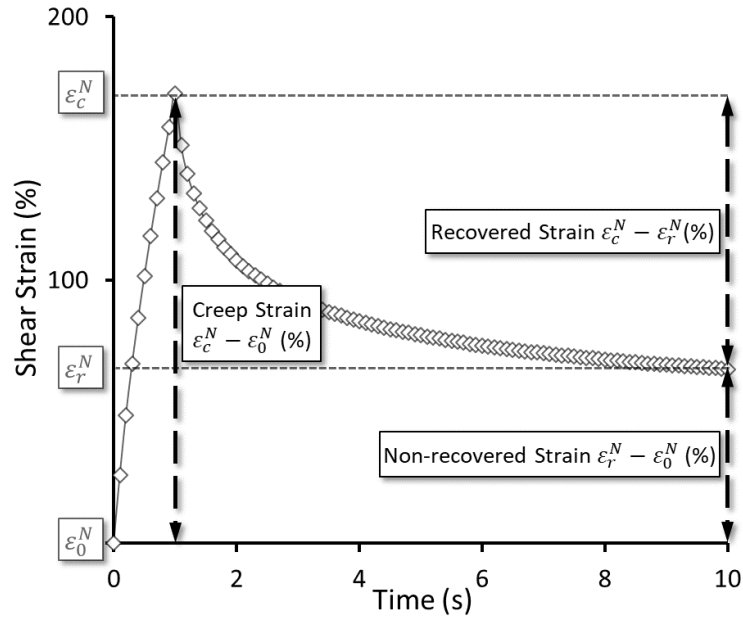 200
ε_c^N
Shear Strain (%)
Recovered Strain ε_c^N − ε_r^N(%)
100
Creep Strain
ε_c^N − ε_0^N (%)
ε_r^N
Non-recovered Strain ε_r^N − ε_0^N (%)
ε_0^N
0 2 4 6 8 10
Time (s)